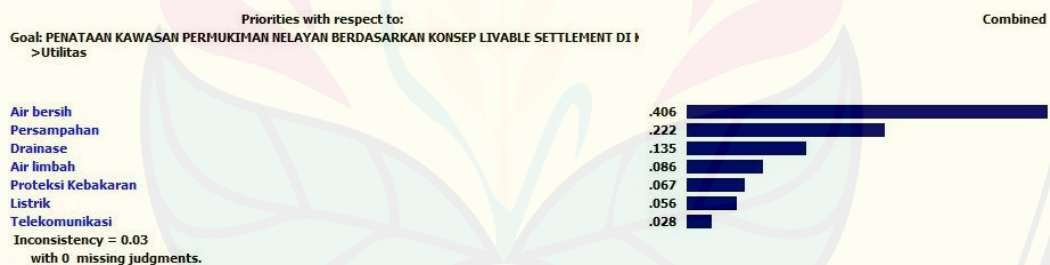 Priorities with respect to: Combined
Goal: PENATAAN KAWASAN PERMUKIMAN NELAYAN BERDASARKAN KONSEP LIVABLE SETTLEMENT DI
>Utilitas
Air bersih .406
Persampahan .222
Drainase .135
Air limbah .086
Proteksi Kebakaran .067
Listrik .056
Telekomunikasi .028
Inconsistency = 0.03
with 0 missing judgments.